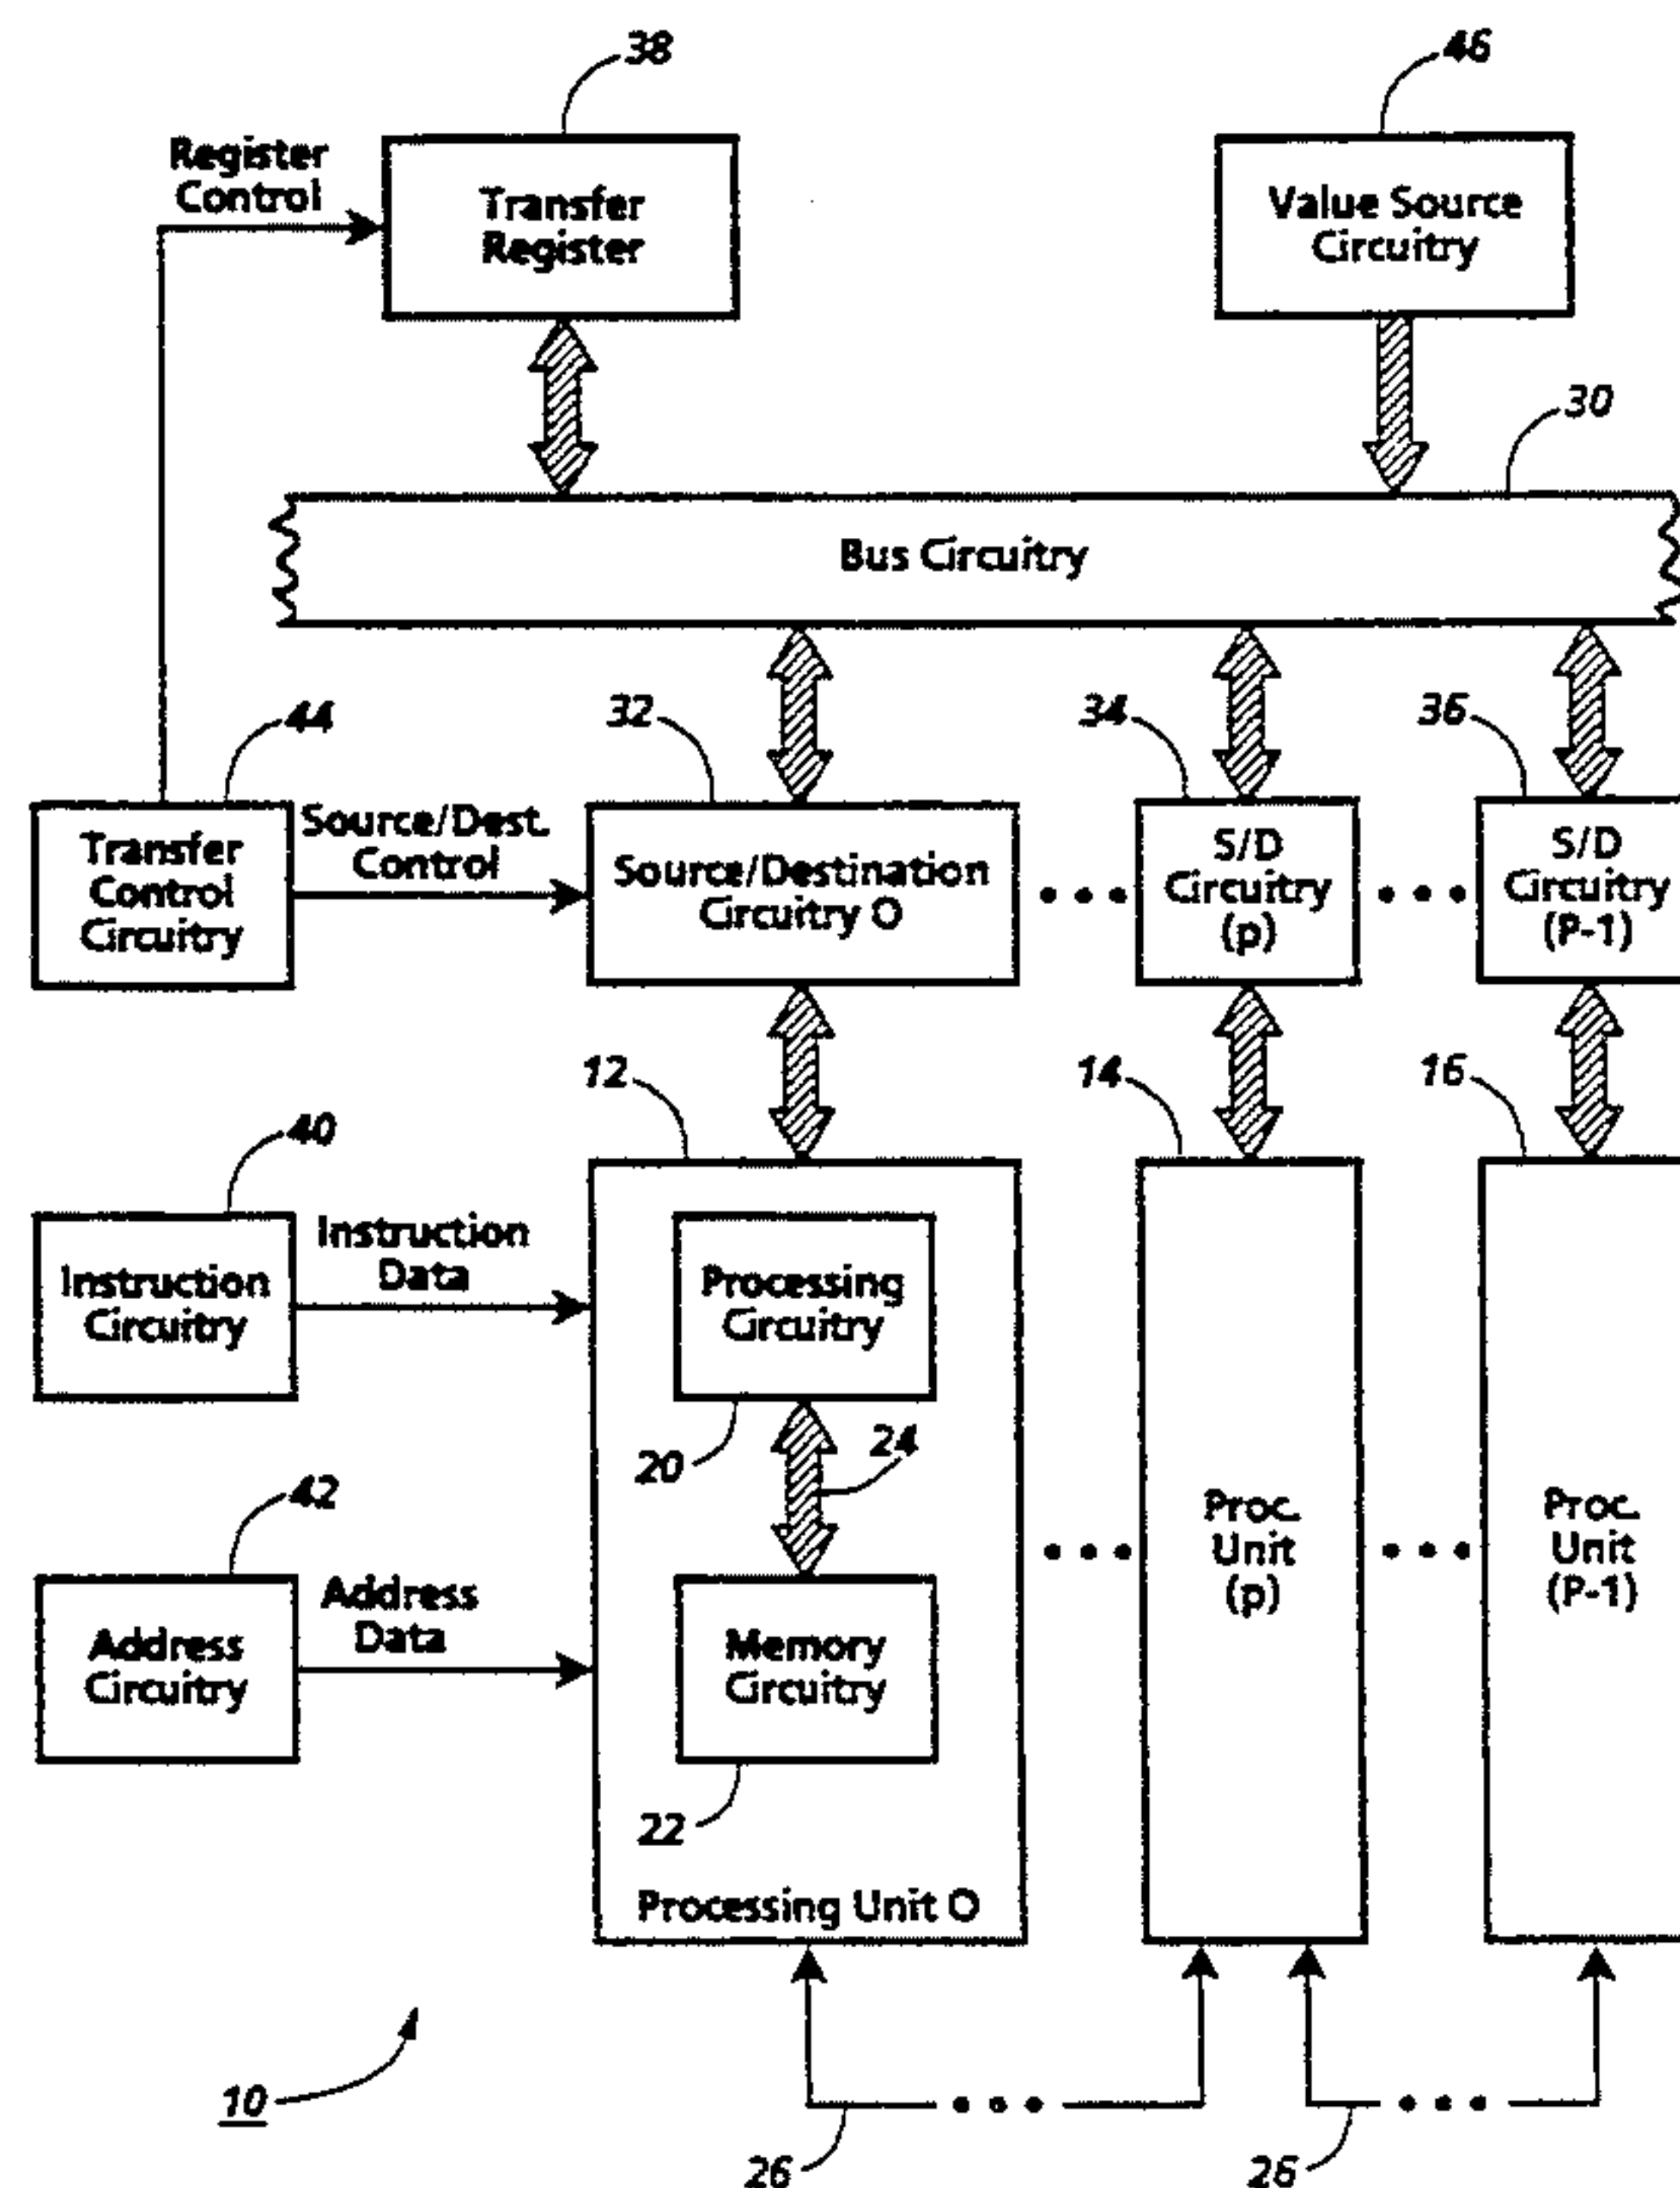 38
46
Register
Control
Transfer
Register
Value Source
Circuitry
30
Bus Circuitry
44
32
34
36
Transfer
Control
Circuitry
Source/Dest.
Control
Source/Destination
Circuitry O
S/D
Circuitry
(p)
S/D
Circuitry
(P-1)
12
14
16
40
Instruction
Circuitry
Instruction
Data
Processing
Circuitry
20
24
42
Address
Circuitry
Address
Data
Memory
Circuitry
22
Processing Unit O
Proc.
Unit
(p)
Proc.
Unit
(P-1)
10
26
26